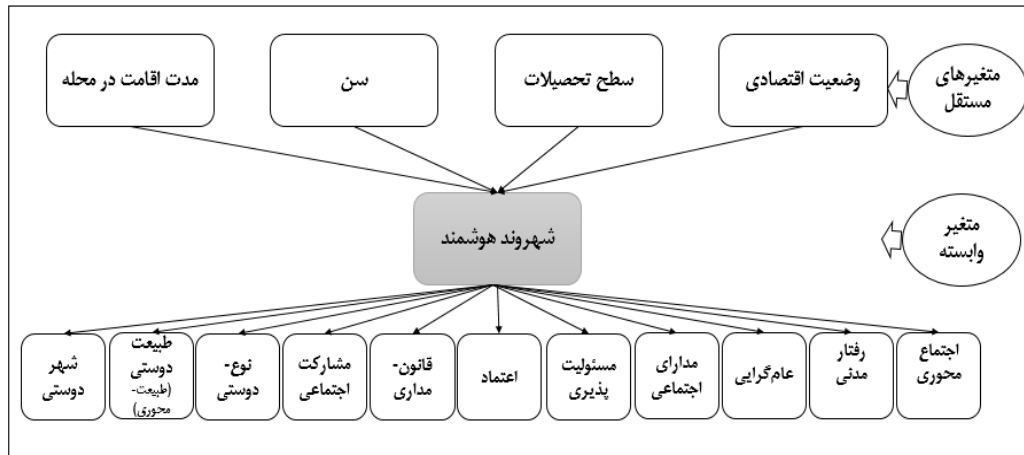 متغیرهای
مستقل
وضعیت اقتصادی
سطح تحصیلات
سن
مدت اقامت در محله
شهروند هوشمند
متغیر
وابسته
اجتماع
محوری
رفتار
مدنی
عام‌گرایی
مدارای
اجتماعی
مسئولیت
پذیری
اعتماد
قانون-
مداری
مشارکت
اجتماعی
نوع-
دوستی
طبیعت
دوستی
(طبیعت-
محوری)
شهر
دوستی